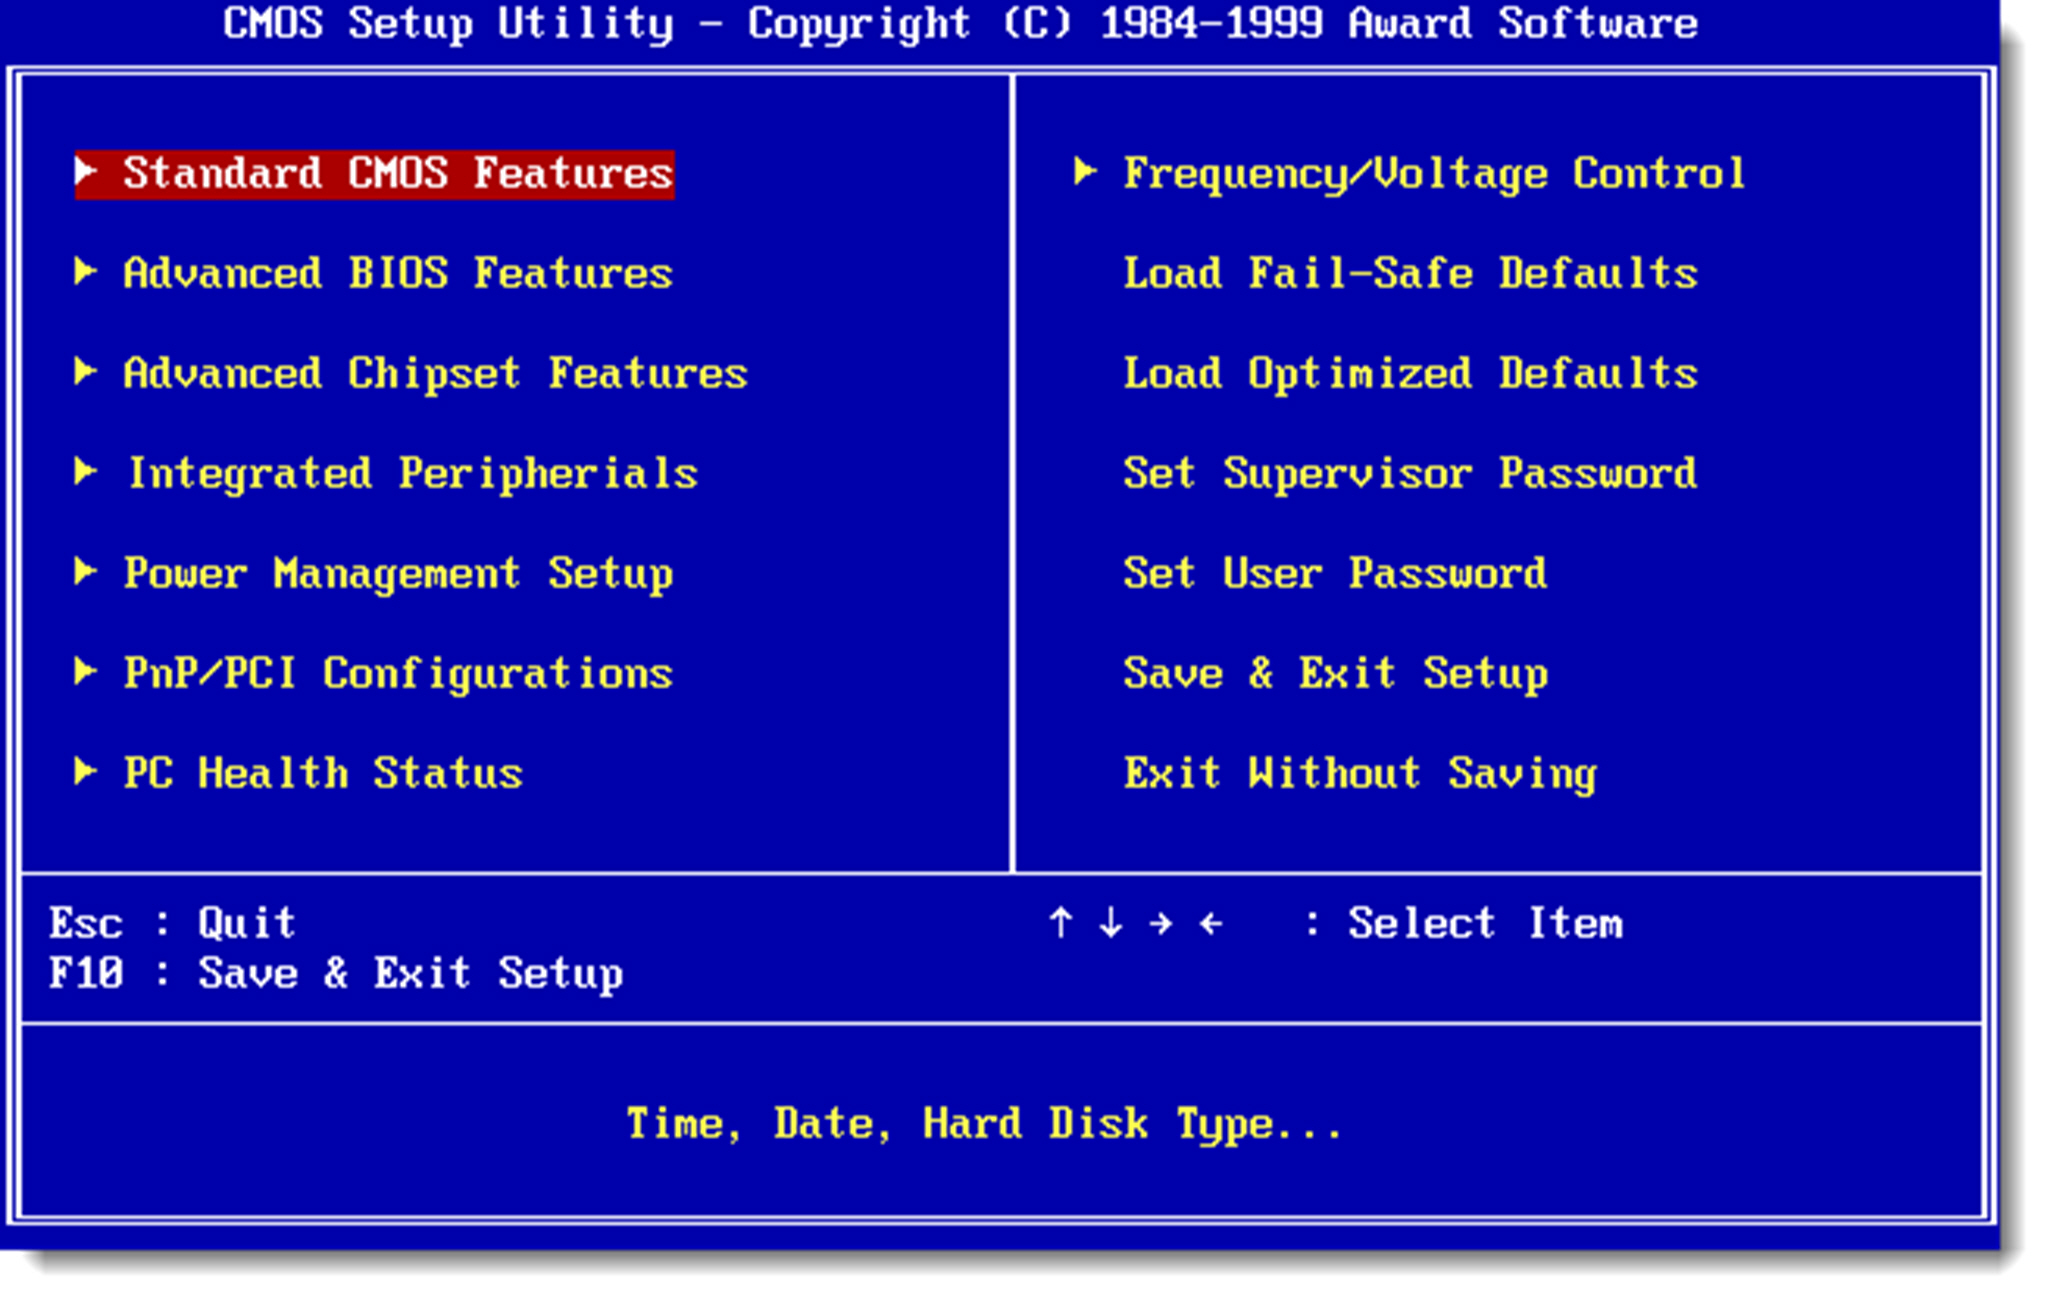 CMOS Setup Utility - Copyright (C) 1984-1999 Award Software
Standard CMOS Features
Advanced BIOS Features
Advanced Chipset Features
Integrated Peripherials
Power Management Setup
PnP/PCI Configurations
PC Health Status
Frequency/Voltage Control
Load Fail-Safe Defaults
Load Optimized Defaults
Set Supervisor Password
Set User Password
Save & Exit Setup
Exit Without Saving
Esc : Quit
F10 : Save & Exit Setup
↑ ↓ → ← : Select Item
Time, Date, Hard Disk Type...